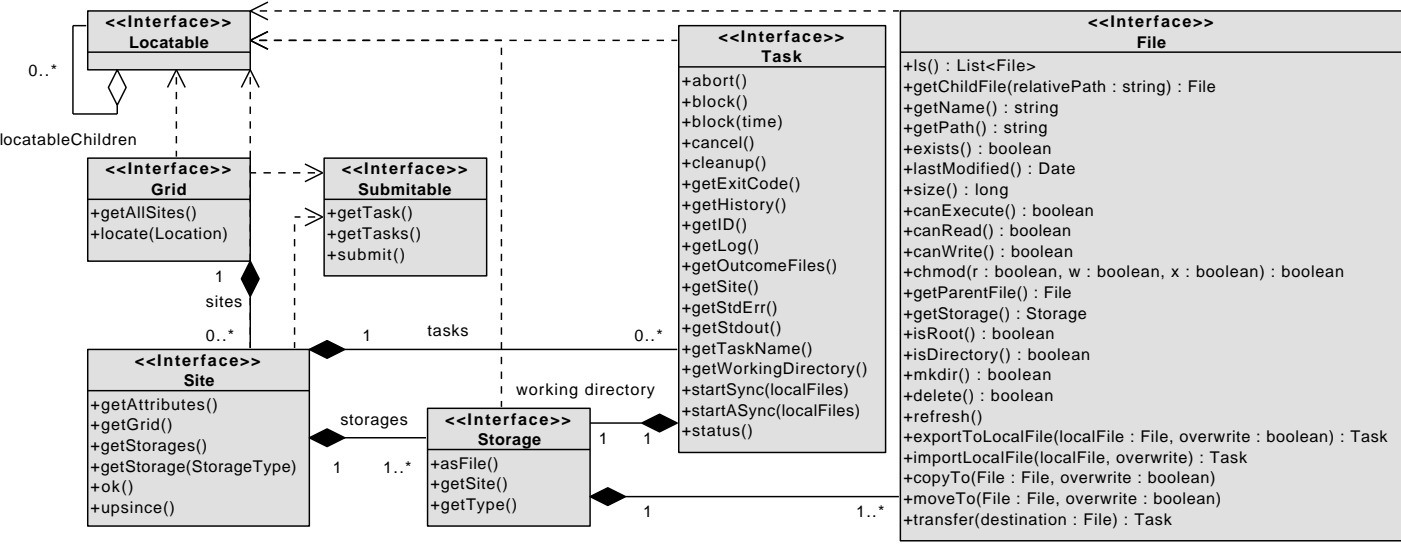 <<Interface>>
Locatable
0..*
locatableChildren
<<Interface>>
Grid
+getAllSites()
+locate(Location)
<<Interface>>
Submitable
+getTask()
+getTasks()
+submit()
1
sites
0..*
1
tasks
0..*
<<Interface>>
Site
+getAttributes()
+getGrid()
+getStorages()
+getStorage(StorageType)
+ok()
+upsince()
storages
1
1..*
<<Interface>>
Storage
+asFile()
+getSite()
+getType()
working directory
1
1
1
1..*
<<Interface>>
Task
+abort()
+block()
+block(time)
+cancel()
+cleanup()
+getExitCode()
+getHistory()
+getID()
+getLog()
+getOutcomeFiles()
+getSite()
+getStdErr()
+getStdout()
+getTaskName()
+getWorkingDirectory()
+startSync(localFiles)
+startASync(localFiles)
+status()
<<Interface>>
File
+ls() : List<File>
+getChildFile(relativePath : string) : File
+getName() : string
+getPath() : string
+exists() : boolean
+lastModified() : Date
+size() : long
+canExecute() : boolean
+canRead() : boolean
+canWrite() : boolean
+chmod(r : boolean, w : boolean, x : boolean) : boolean
+getParentFile() : File
+getStorage() : Storage
+isRoot() : boolean
+isDirectory() : boolean
+mkdir() : boolean
+delete() : boolean
+refresh()
+exportToLocalFile(localFile : File, overwrite : boolean) : Task
+importLocalFile(localFile, overwrite) : Task
+copyTo(File : File, overwrite : boolean)
+moveTo(File : File, overwrite : boolean)
+transfer(destination : File) : Task